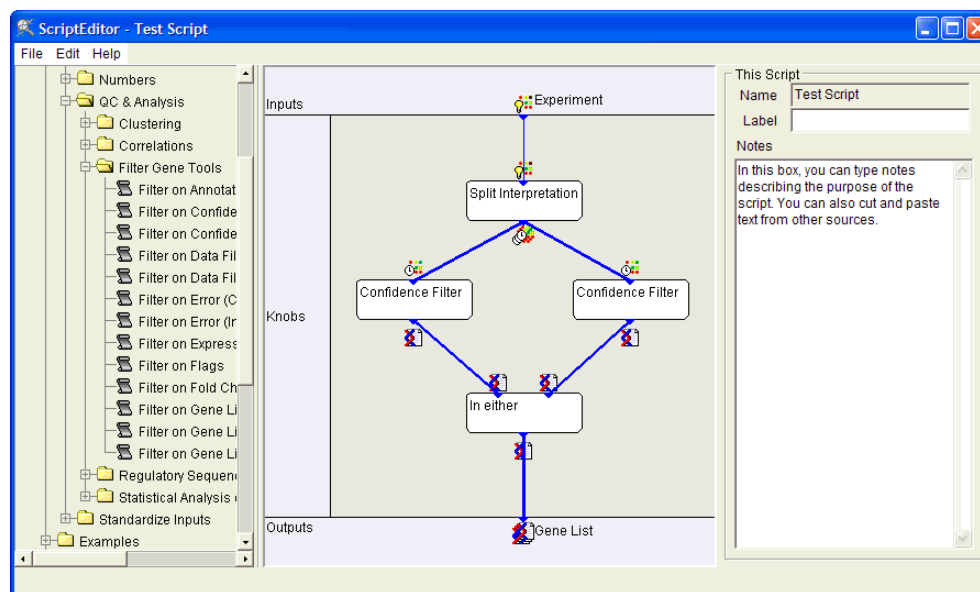 ScriptEditor - Test Script
File Edit Help
Numbers
QC & Analysis
Clustering
Correlations
Filter Gene Tools
Filter on Annotat
Filter on Confide
Filter on Confide
Filter on Data Fil
Filter on Data Fil
Filter on Error (C
Filter on Error (In
Filter on Express
Filter on Flags
Filter on Fold Ch
Filter on Gene Li
Filter on Gene Li
Filter on Gene Li
Regulatory Sequen
Statistical Analysis
Standardize Inputs
Examples
Inputs
Experiment
Split Interpretation
Confidence Filter
Confidence Filter
Knobs
In either
Outputs
Gene List
This Script
Name Test Script
Label
Notes
In this box, you can type notes
describing the purpose of the
script. You can also cut and paste
text from other sources.